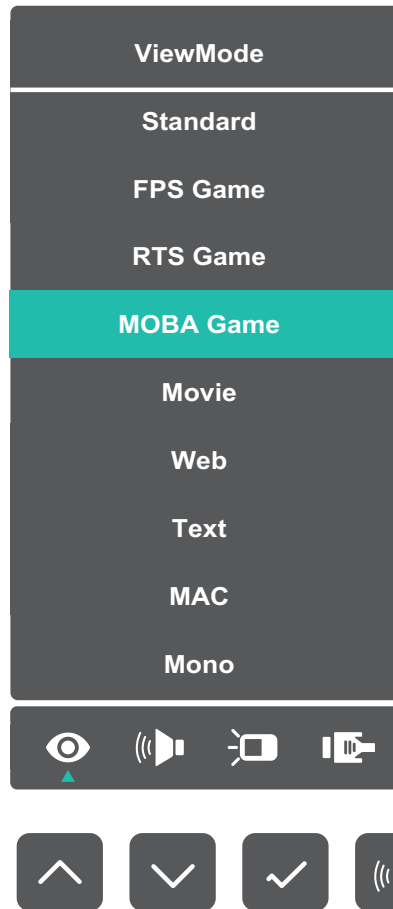 ViewMode
Standard
FPS Game
RTS Game
MOBA Game
Movie
Web
Text
MAC
Mono